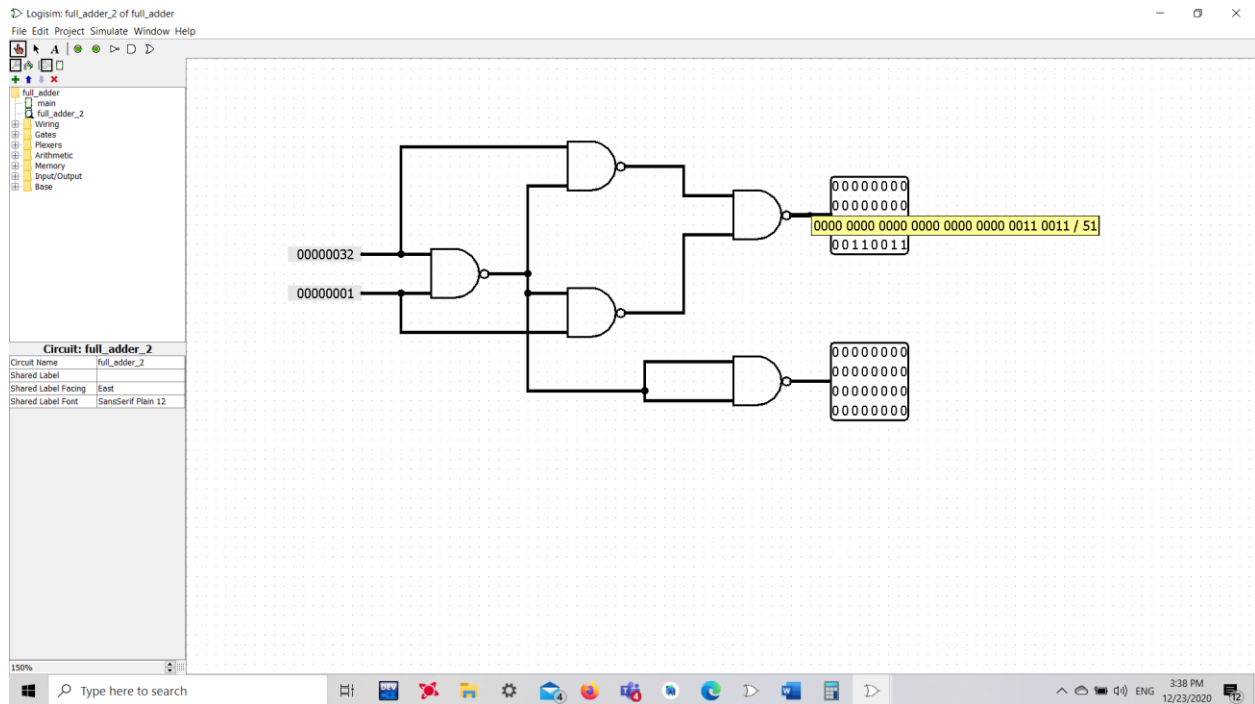 Logisim: full_adder_2 of full_adder
File Edit Project Simulate Window Help
A
full_adder
main
full_adder_2
Wiring
Gates
Plexers
Arithmetic
Memory
Input/Output
Base
Circuit: full_adder_2
Circuit Name full_adder_2
Shared Label
Shared Label Facing East
Shared Label Font SansSerif Plain 12
150%
00000032
00000001
00000000
00000000
0000 0000 0000 0000 0000 0000 0011 0011 / 51
00110011
00000000
00000000
00000000
00000000
Type here to search
DEV
4
W
ENG
3:38 PM
12/23/2020
12